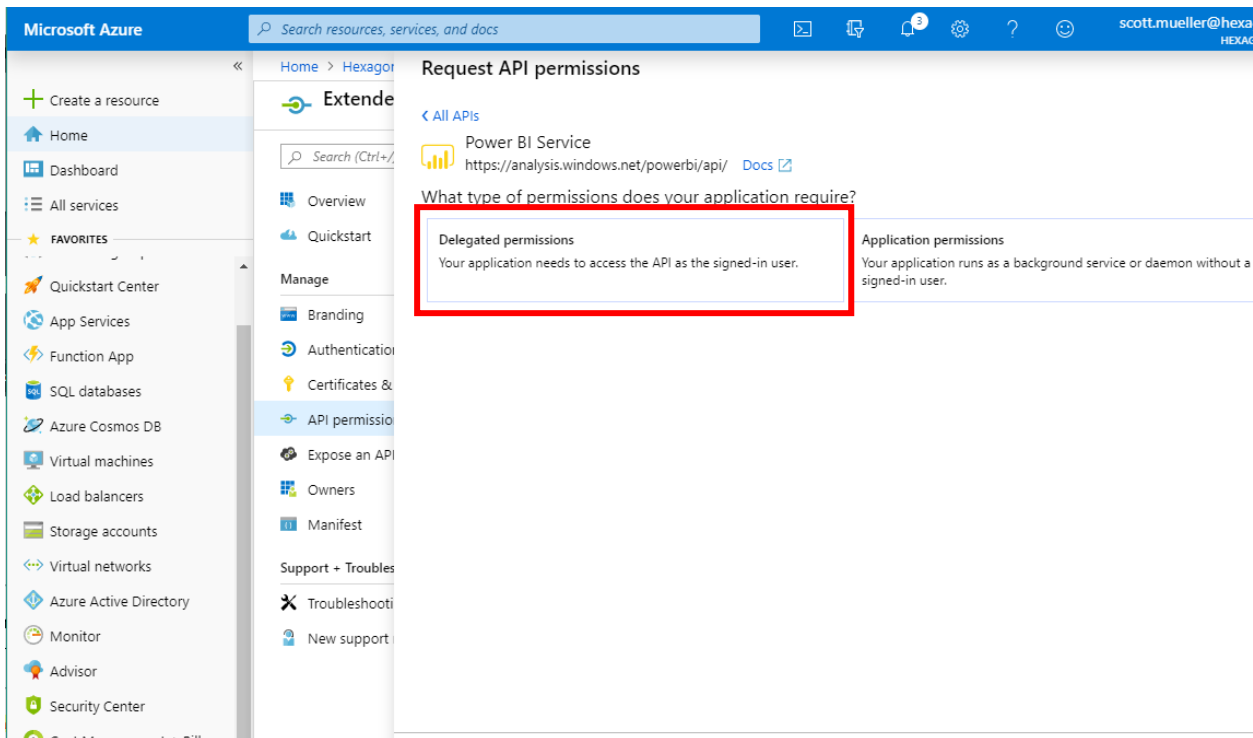 Microsoft Azure
Search resources, services, and docs
3
scott.mueller@hexa
HEXAG
«
Create a resource
Home
Dashboard
All services
FAVORITES
Quickstart Center
App Services
Function App
SQL databases
Azure Cosmos DB
Virtual machines
Load balancers
Storage accounts
Virtual networks
Azure Active Directory
Monitor
Advisor
Security Center
Home > Hexagon
Extende
Search (Ctrl+/
Overview
Quickstart
Manage
Branding
Authentication
Certificates &
API permissio
Expose an API
Owners
Manifest
Support + Troubles
Troubleshooti
New support
Request API permissions
All APIs
Power BI Service
https://analysis.windows.net/powerbi/api/ Docs
What type of permissions does your application require?
Delegated permissions
Your application needs to access the API as the signed-in user.
Application permissions
Your application runs as a background service or daemon without a
signed-in user.